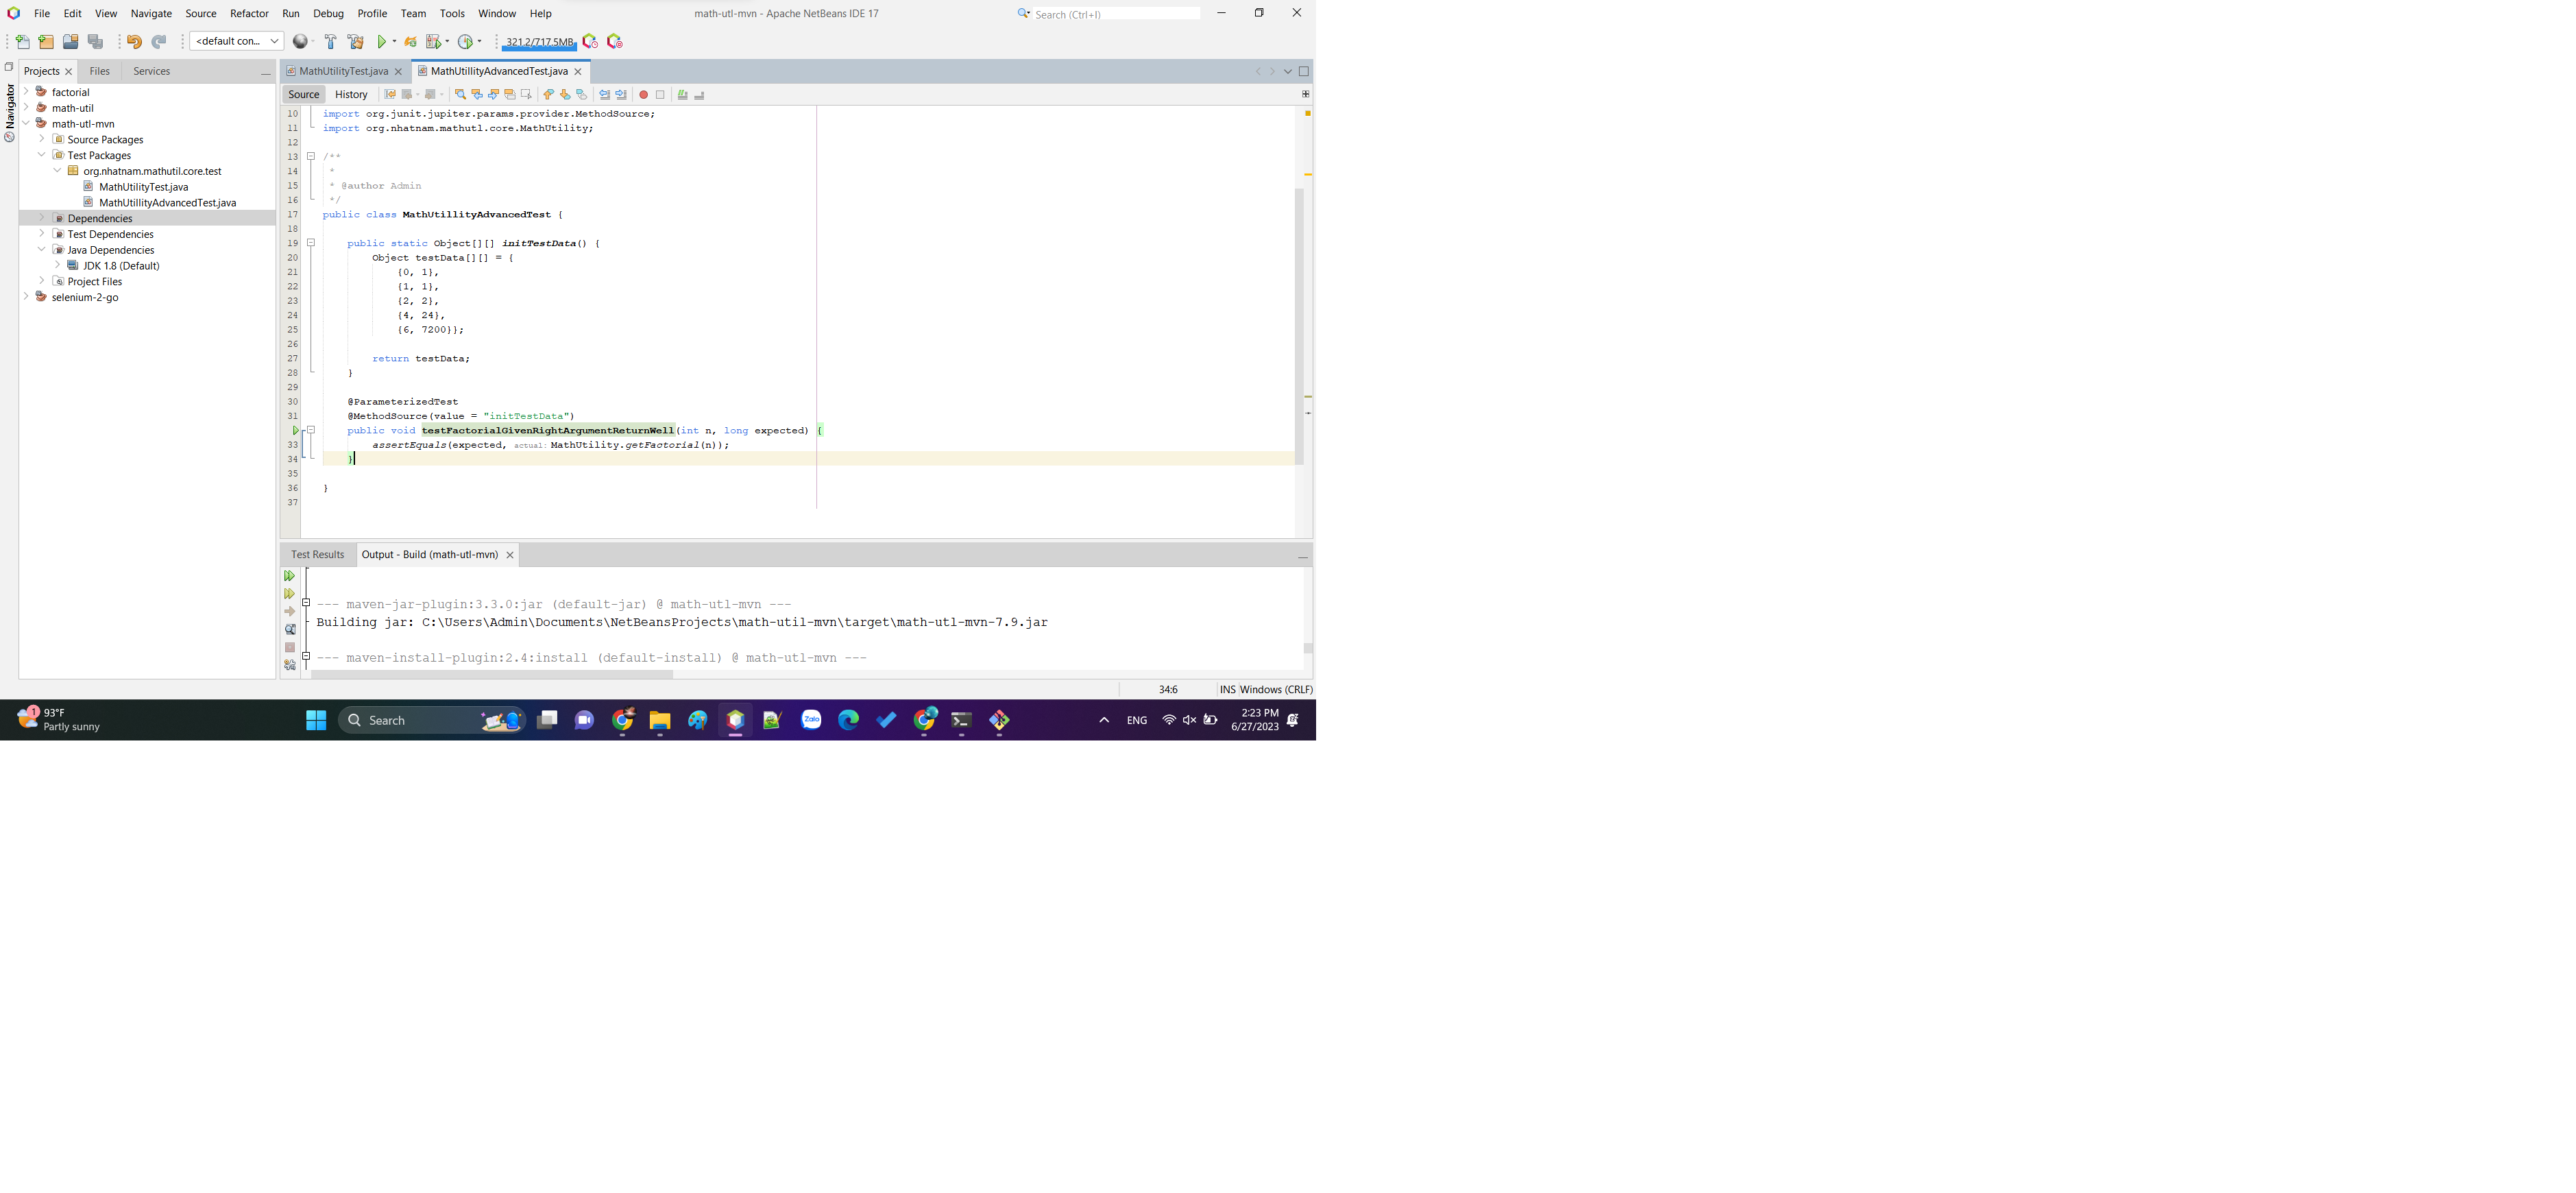 File Edit View Navigate Source Refactor Run Debug Profile Team Tools Window Help
math-utl-mvn - Apache NetBeans IDE 17
Search (Ctrl+I)
<default con...
321.2/717.5MB
Projects Files Services
MathUtilityTest.java MathUtillityAdvancedTest.java
Navigator
Source History
factorial
math-util
math-utl-mvn
Source Packages
Test Packages
org.nhatnam.mathutil.core.test
MathUtilityTest.java
MathUtillityAdvancedTest.java
Dependencies
Test Dependencies
Java Dependencies
JDK 1.8 (Default)
Project Files
selenium-2-go
10 import org.junit.jupiter.params.provider.MethodSource;
11 import org.nhatnam.mathutl.core.MathUtility;
12
13 /**
14 *
15 * @author Admin
16 */
17 public class MathUtillityAdvancedTest {
18
19 public static Object[][] initTestData() {
20 Object testData[][] = {
21 {0, 1},
22 {1, 1},
23 {2, 2},
24 {4, 24},
25 {6, 7200}};
26
27 return testData;
28 }
29
30 @ParameterizedTest
31 @MethodSource(value = "initTestData")
public void testFactorialGivenRightArgumentReturnWell(int n, long expected) {
33 assertEquals(expected, actual: MathUtility.getFactorial(n));
34 }
35
36 }
37
Test Results Output - Build (math-utl-mvn)
--- maven-jar-plugin:3.3.0:jar (default-jar) @ math-utl-mvn ---
Building jar: C:\Users\Admin\Documents\NetBeansProjects\math-util-mvn\target\math-utl-mvn-7.9.jar
--- maven-install-plugin:2.4:install (default-install) @ math-utl-mvn ---
34:6 INS Windows (CRLF)
1
93°F
Partly sunny
Search
Zalo
ENG
2:23 PM
6/27/2023